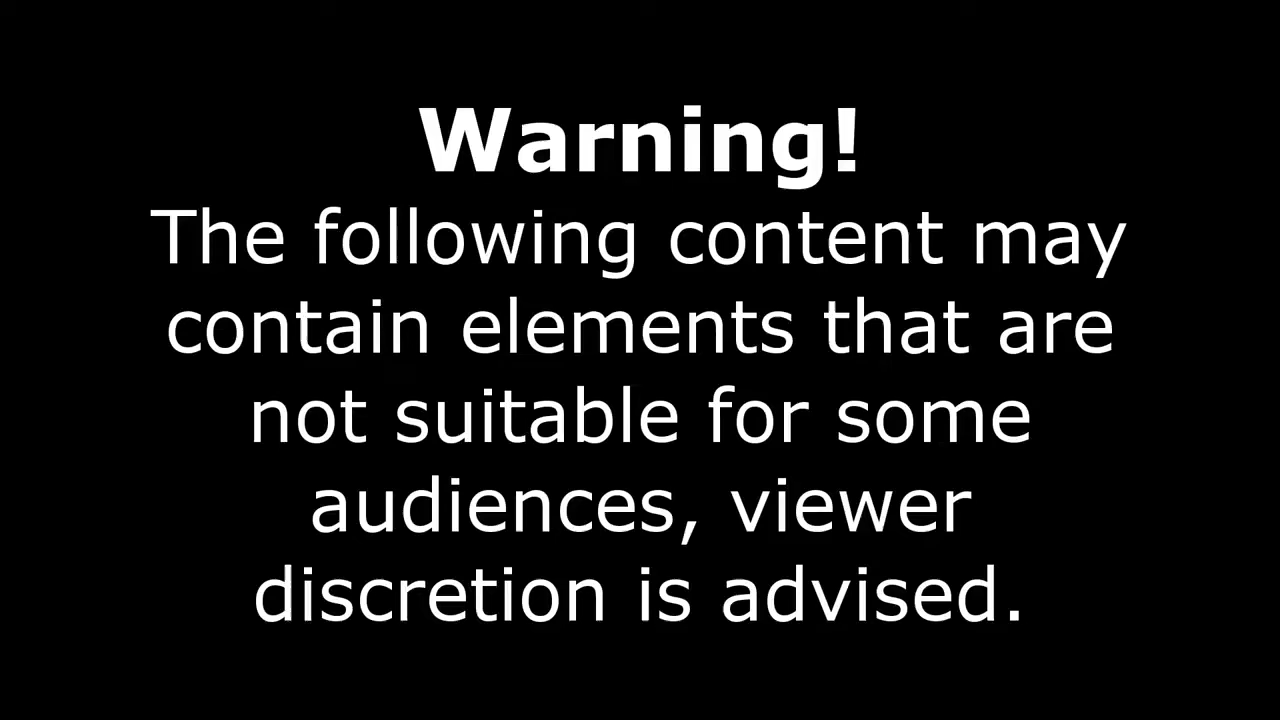 Warning!
The following content may
contain elements that are
not suitable for some
audiences, viewer
discretion is advised.